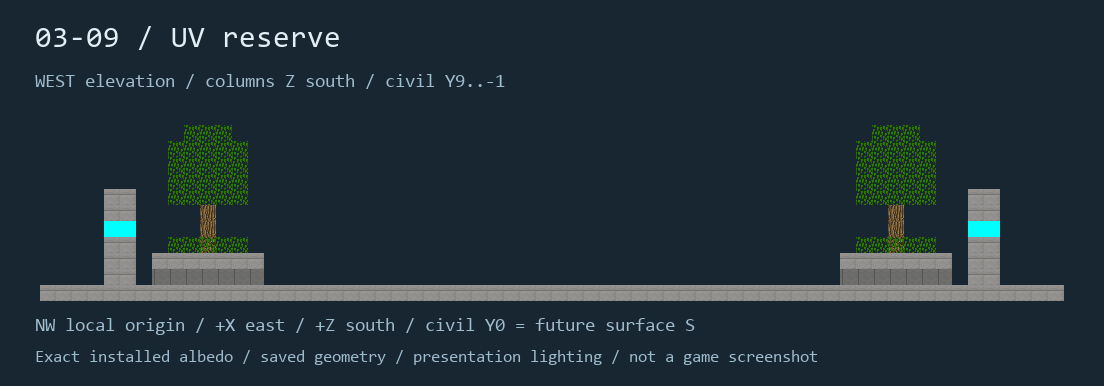 03-09 / UV reserve
WEST elevation / columns Z south / civil Y9..-1
NW local origin / +X east / +Z south / civil Y0 = future surface S
Exact installed albedo / saved geometry / presentation lighting / not a game screenshot